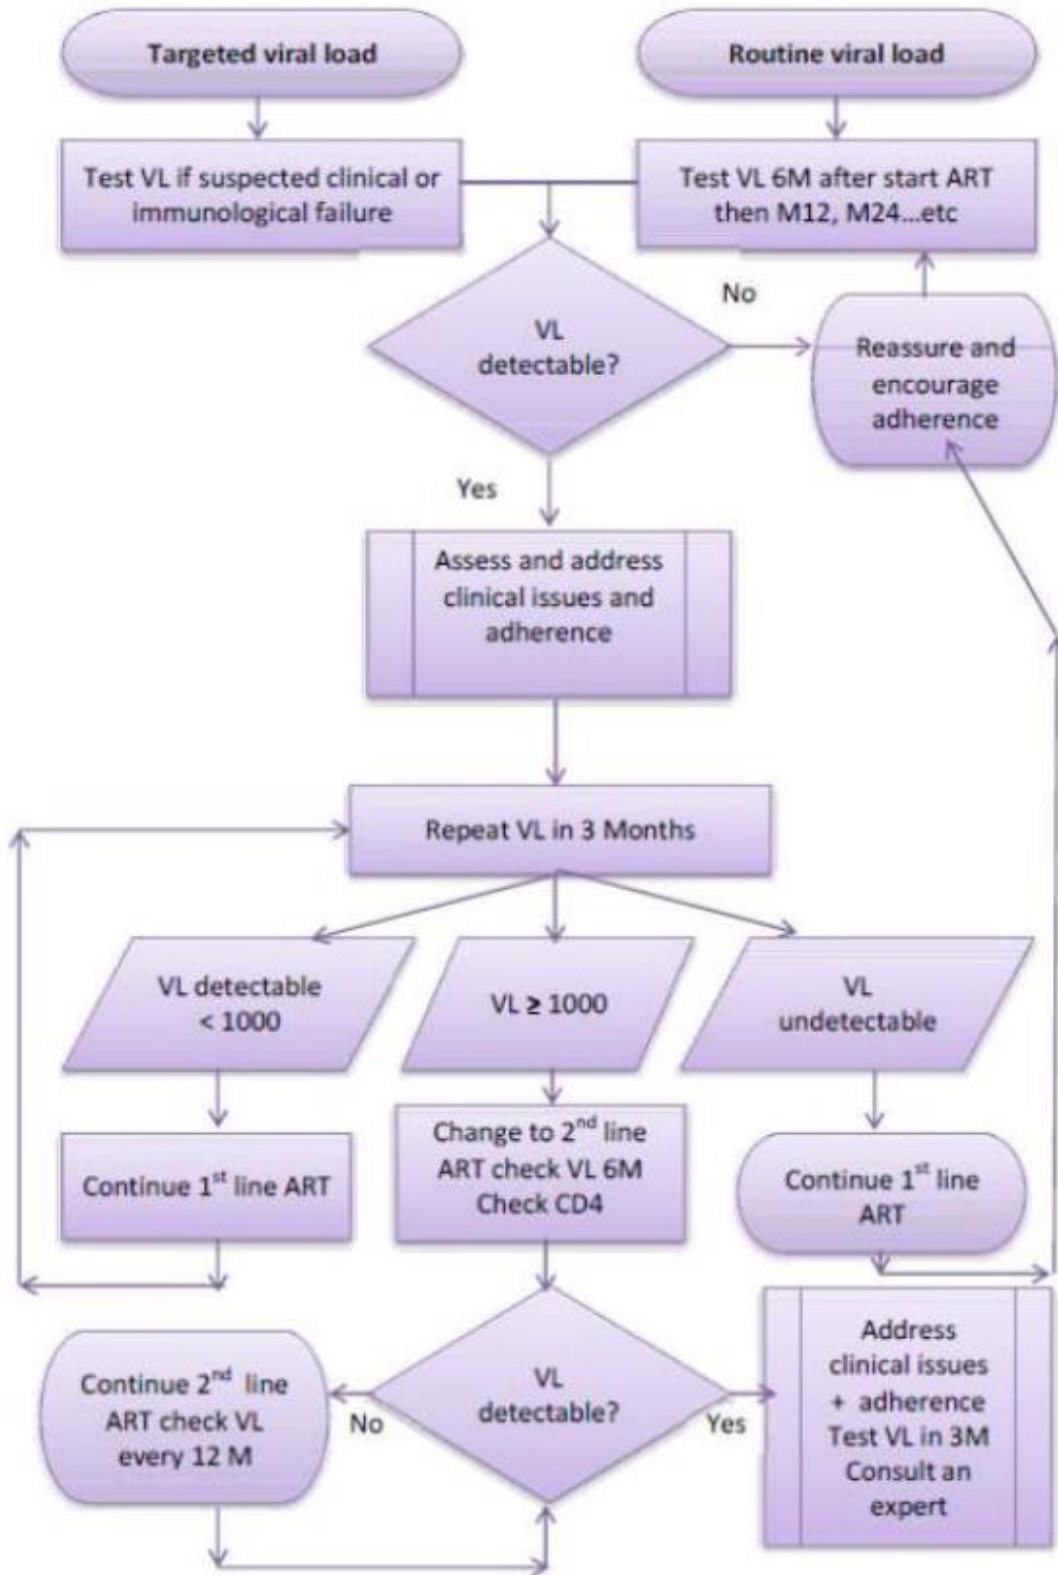 Targeted viral load
Routine viral load
Test VL if suspected clinical or
immunological failure
Test VL 6M after start ART
then M12, M24...etc
VL
detectable?
No
Reassure and
encourage
adherence
Yes
Assess and address
clinical issues and
adherence
Repeat VL in 3 Months
VL detectable
< 1000
VL ≥ 1000
VL
undetectable
Continue 1st line ART
Change to 2nd line
ART check VL 6M
Check CD4
Continue 1st line
ART
Continue 2nd line
ART check VL
every 12 M
No
VL
detectable?
Yes
Address
clinical issues
+ adherence
Test VL in 3M
Consult an
expert